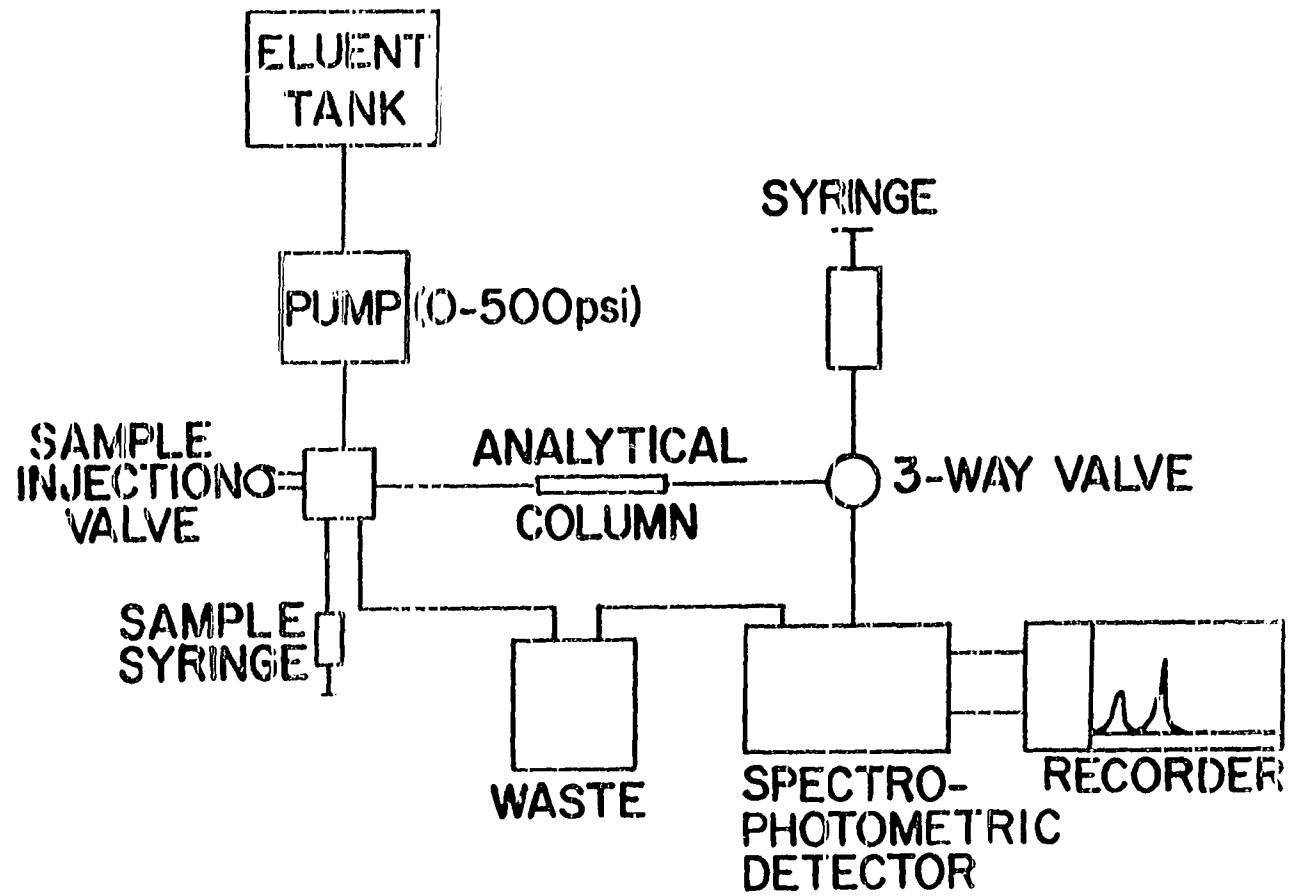 ELUENT
TANK
SYRINGE
PUMP (0-500psi)
SAMPLE
INJECTION
VALVE
ANALYTICAL
COLUMN
3-WAY VALVE
SAMPLE
SYRINGE
WASTE
SPECTRO-
PHOTOMETRIC
DETECTOR
RECORDER